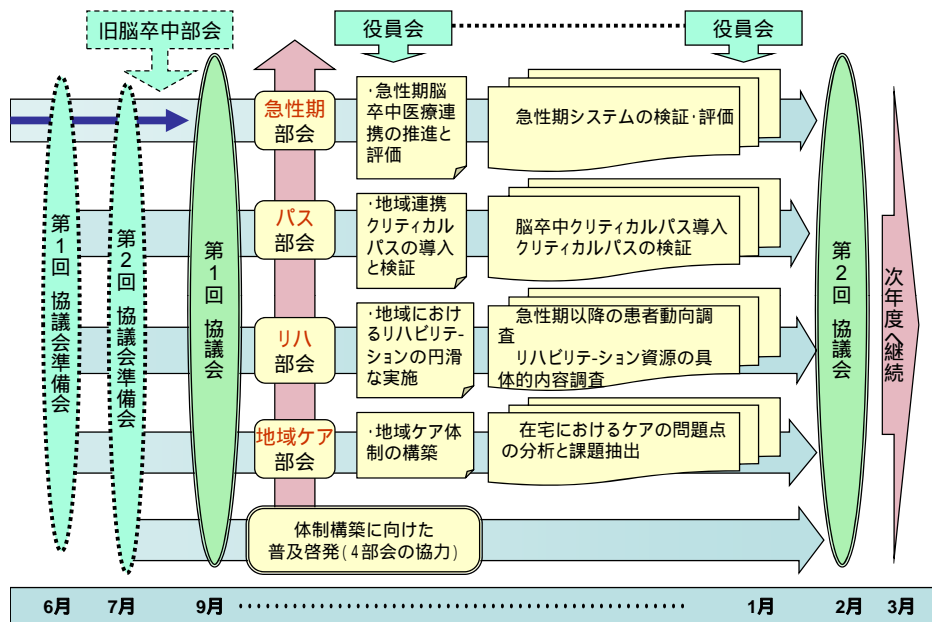 旧脳卒中部会
役員会
役員会
第1回 協議会準備会
第2回 協議会準備会
第1回 協議会
急性期
部会
・急性期脳
卒中医療連
携の推進と
評価
急性期システムの検証・評価
パス
部会
・地域連携
クリティカル
パスの導入
と検証
脳卒中クリティカルパス導入
クリティカルパスの検証
リハ
部会
・地域におけ
るリハビリテ-
ションの円滑
な実施
急性期以降の患者動向調
査
リハビリテ-ション資源の具
体的内容調査
地域ケア
部会
・地域ケア体
制の構築
在宅におけるケアの問題点
の分析と課題抽出
体制構築に向けた
普及啓発(4部会の協力)
第2回 協議会
次年度へ継続
6月 7月 9月 1月 2月 3月